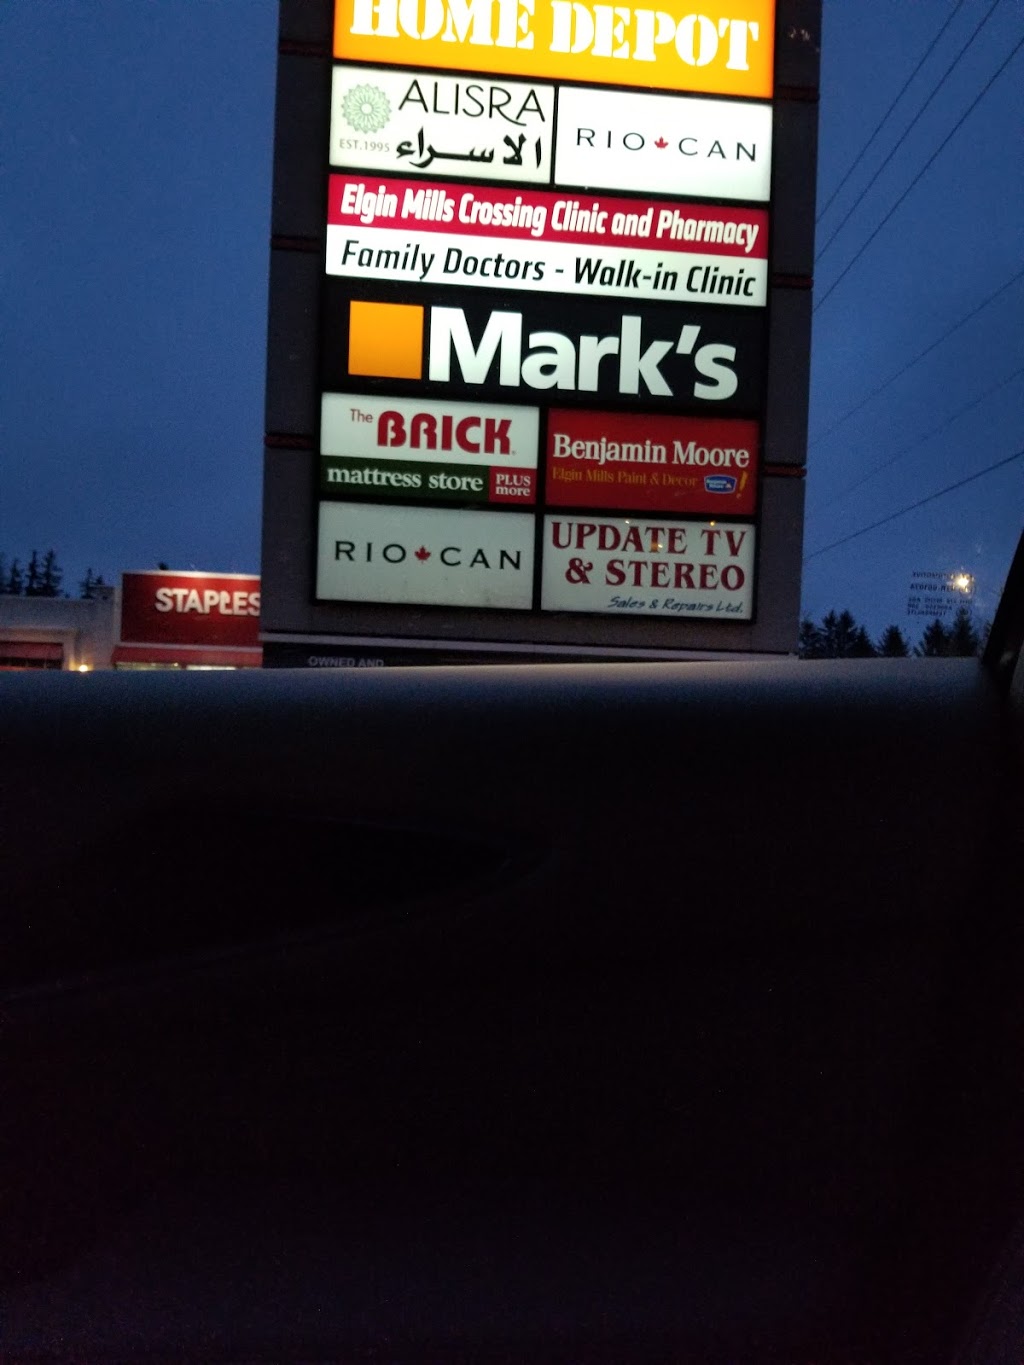 HOME DEPOT
ALISRA
EST.1995
الاسراء
RIO CAN
Elgin Mills Crossing Clinic and Pharmacy
Family Doctors - Walk-in Clinic
Mark's
The BRICK
mattress store PLUS
more
Benjamin Moore
Elgin Mills Paint & Decor
RIO CAN
UPDATE TV
& STEREO
Sales & Repairs Ltd.
STAPLES
OWNED AND